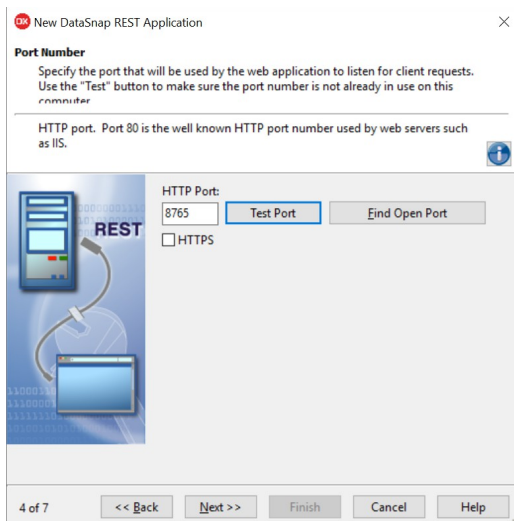 DX New DataSnap REST Application
Port Number
Specify the port that will be used by the web application to listen for client requests.
Use the "Test" button to make sure the port number is not already in use on this
computer
HTTP port. Port 80 is the well known HTTP port number used by web servers such
as IIS.
HTTP Port:
8765 Test Port Find Open Port
HTTPS
REST
4 of 7 << Back Next >> Finish Cancel Help